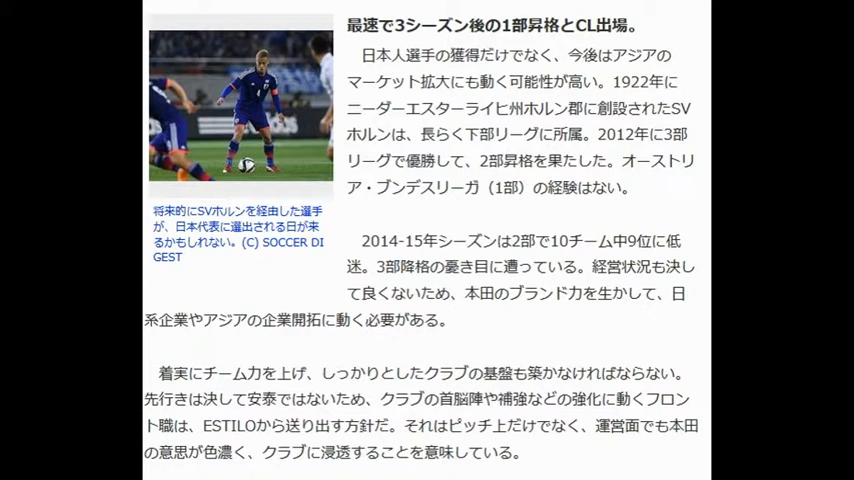 最速で3シーズン後の1部昇格とCL出場。
日本人選手の獲得だけでなく、今後はアジアの
マーケット拡大にも動く可能性が高い。1922年に
ニーダーエスターライヒ州ホルン郡に創設されたSV
ホルンは、長らく下部リーグに所属。2012年に3部
リーグで優勝して、2部昇格を果たした。オーストリ
ア・ブンデスリーガ（1部）の経験はない。
将来的にSVホルンを経由した選手
が、日本代表に選出される日が来
るかもしれない。(C) SOCCER DI
GEST
2014-15年シーズンは2部で10チーム中9位に低
迷。3部降格の憂き目に遭っている。経営状況も決し
て良くないため、本田のブランド力を生かして、日
系企業やアジアの企業開拓に動く必要がある。
着実にチーム力を上げ、しっかりとしたクラブの基盤も築かなければならない。
先行きは決して安泰ではないため、クラブの首脳陣や補強などの強化に動くフロン
ト職は、ESTILOから送り出す方針だ。それはピッチ上だけでなく、運営面でも本田
の意思が色濃く、クラブに浸透することを意味している。